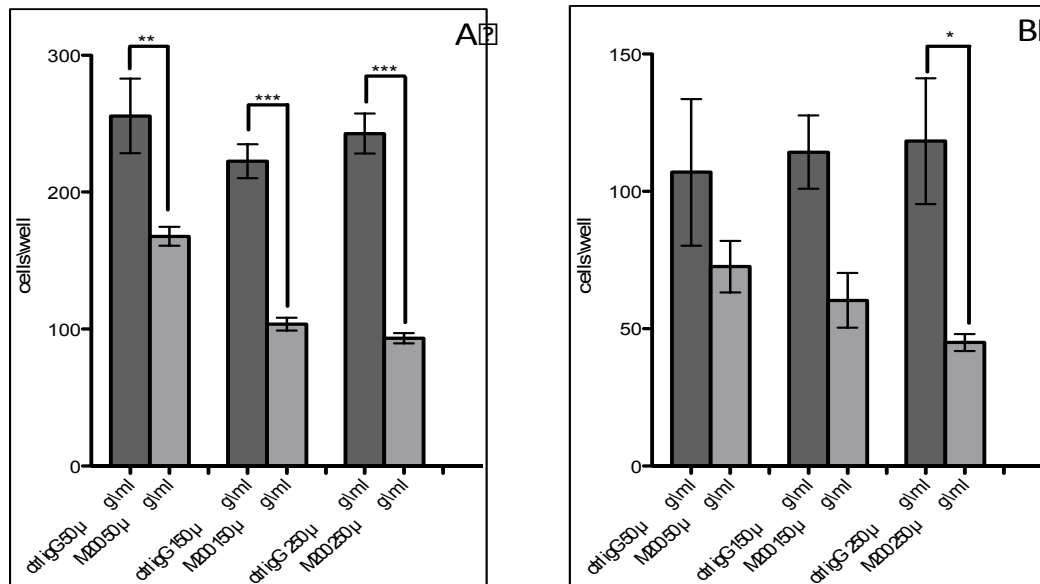 A
300
200
100
0
cells\well
**
***
***
ctrl igG 50µ g\ml
M200 50µ g\ml
ctrl igG 150µ g\ml
M200 150µ g\ml
ctrl igG 250µ g\ml
M200 250µ g\ml
B
150
100
50
0
cells\well
*
ctrl igG 50µ g\ml
M200 50µ g\ml
ctrl igG 150µ g\ml
M200 150µ g\ml
ctrl igG 250µ g\ml
M200 250µ g\ml